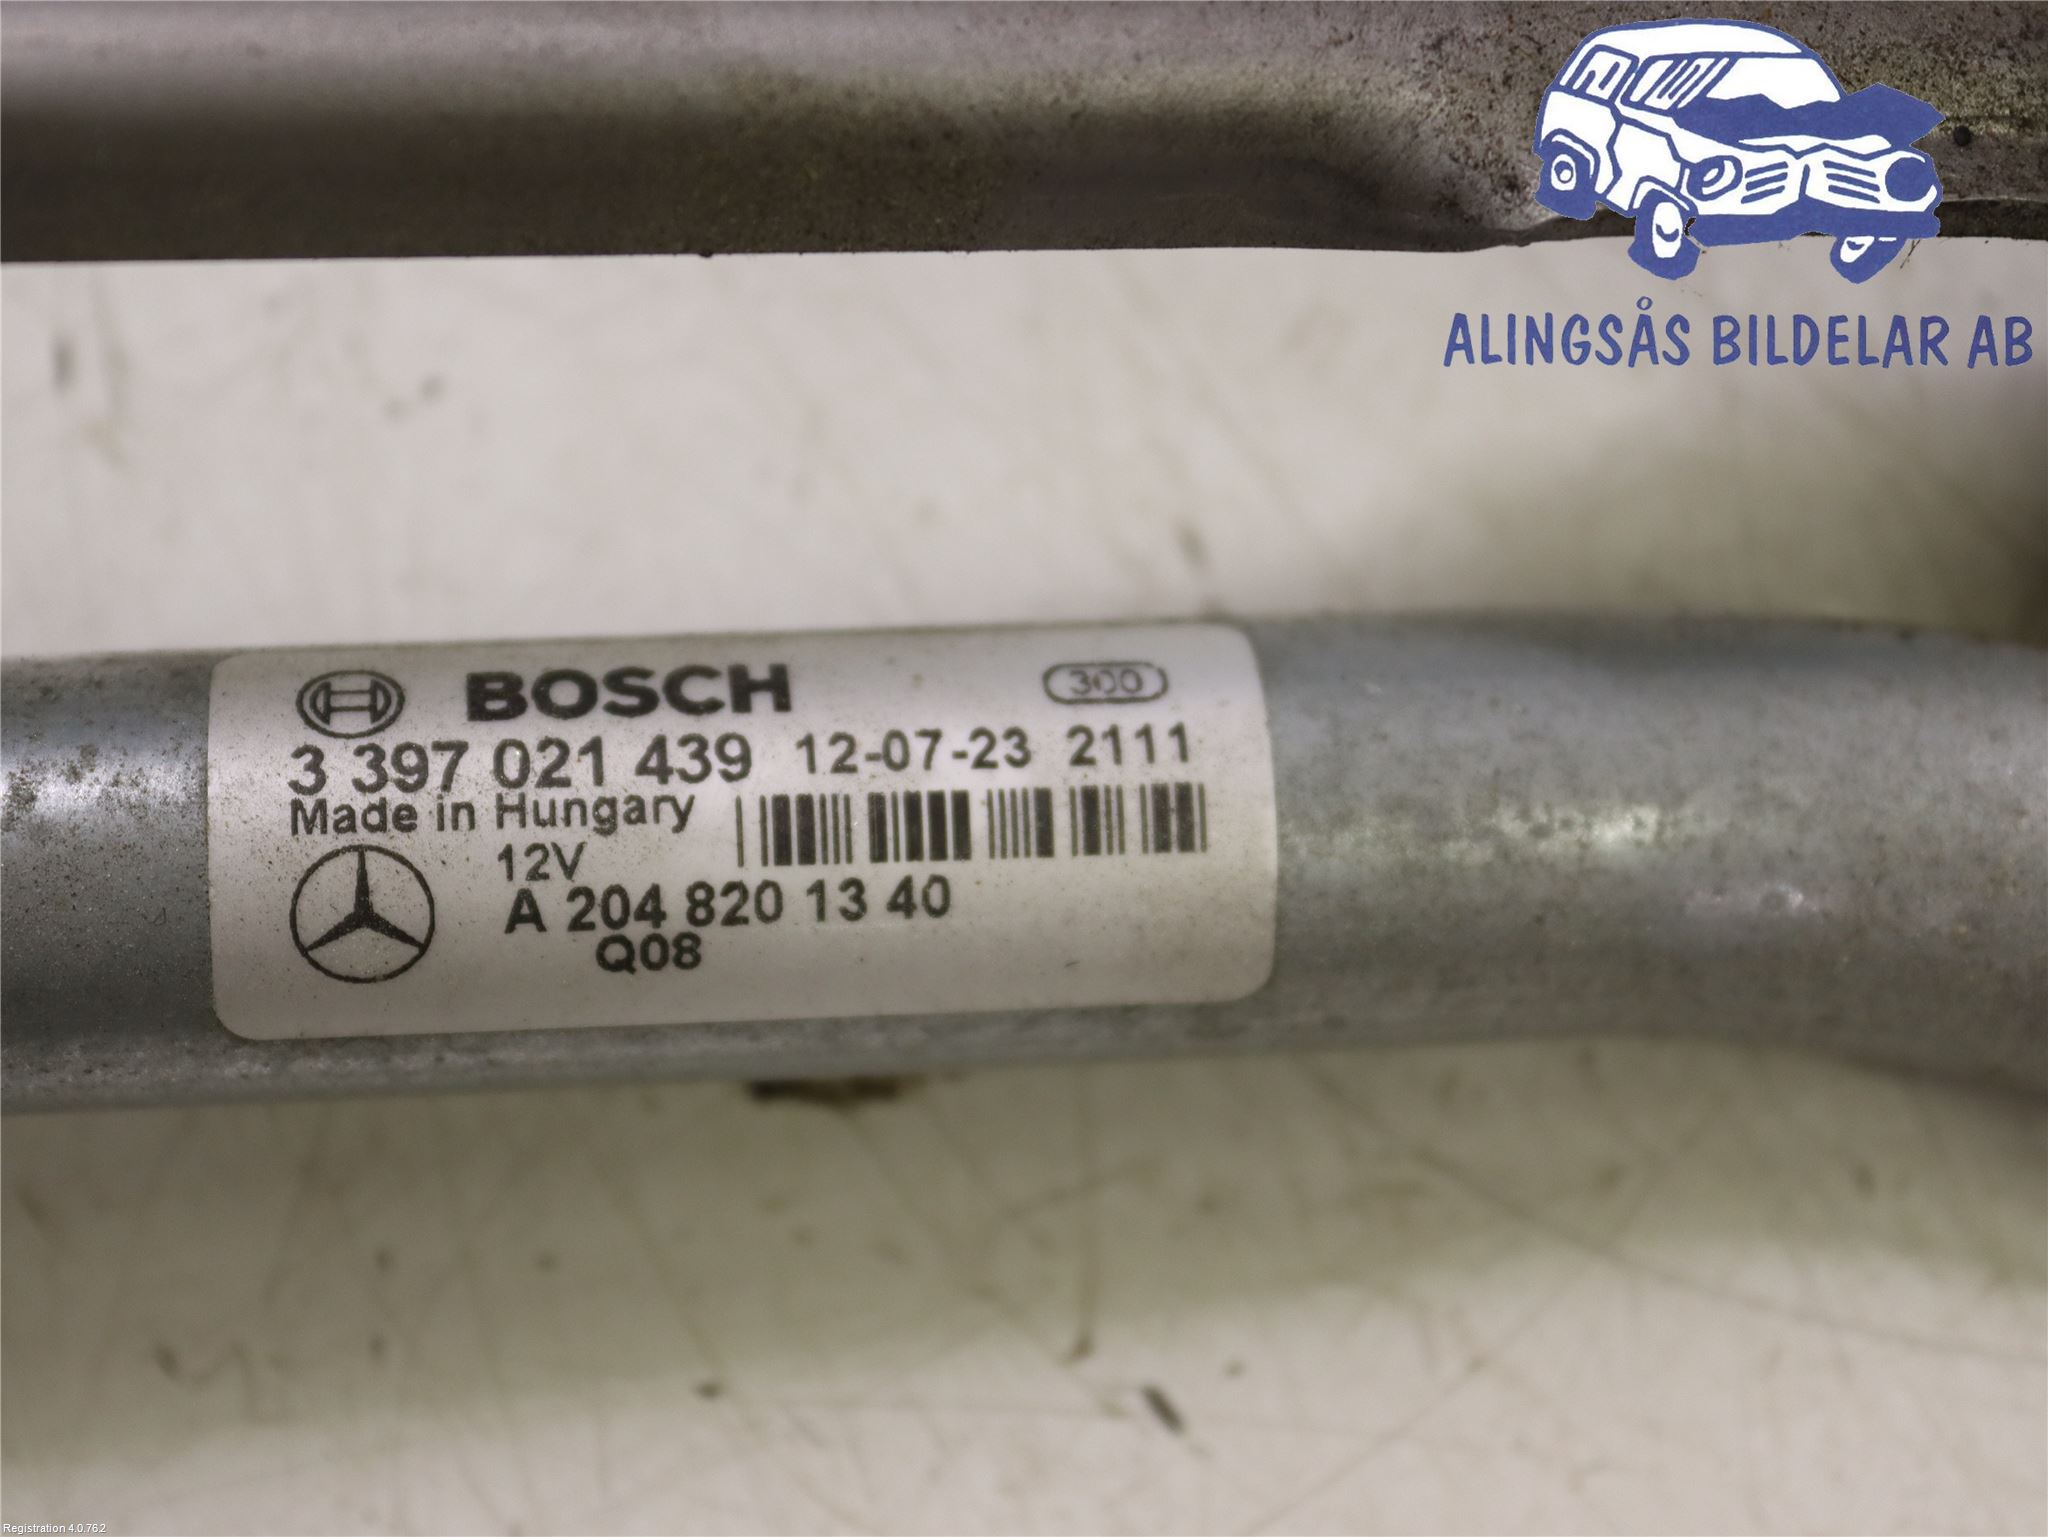 ALINGSÅS BILDELAR AB
BOSCH 300
3 397 021 439 12-07-23 2111
Made in Hungary
12V
A 204 820 13 40
Q08
Registration 4.0.762